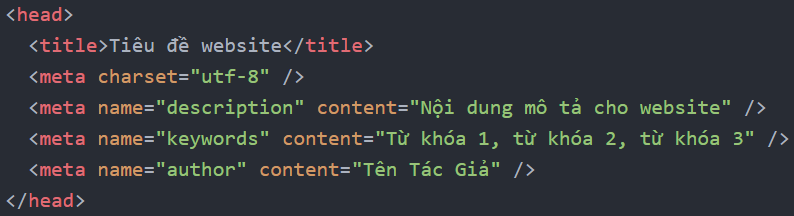 <head>
<title>Tiêu đề website</title>
<meta charset="utf-8" />
<meta name="description" content="Nội dung mô tả cho website" />
<meta name="keywords" content="Từ khóa 1, từ khóa 2, từ khóa 3" />
<meta name="author" content="Tên Tác Giả" />
</head>